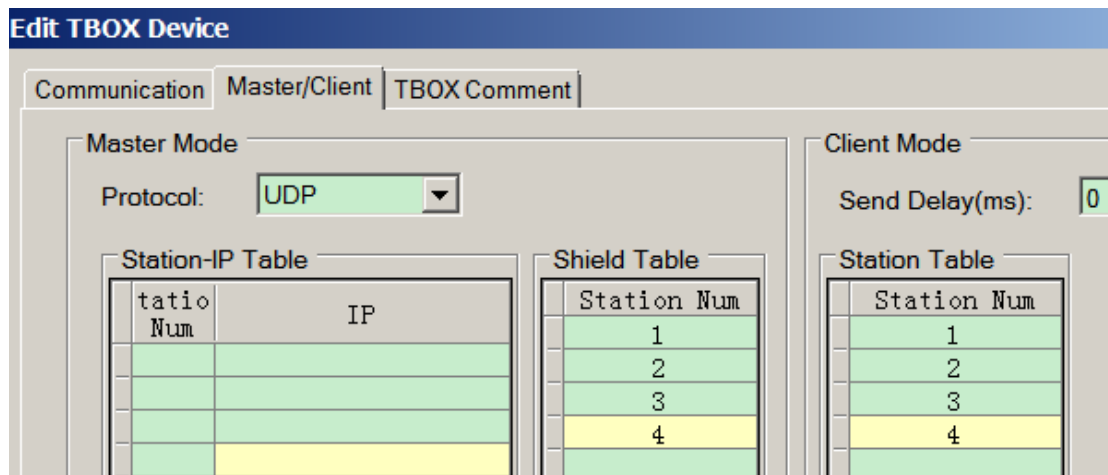 Edit TBOX Device
Communication Master/Client TBOX Comment
Master Mode
Client Mode
Protocol: UDP
Send Delay(ms): 0
Station-IP Table
Shield Table
Station Table
tatio Num IP
Station Num
Station Num
1 1
2 2
3 3
4 4